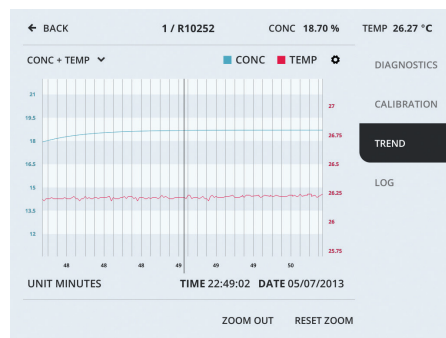 ← BACK 1 / R10252 CONC 18.70 % TEMP 26.27 °C
CONC + TEMP CONC TEMP
DIAGNOSTICS
CALIBRATION
TREND
LOG
21
19.5
18
16.5
15
13.5
12
27
26.75
26.5
26.25
26
25.75
48 48 48 49 49 49 50
UNIT MINUTES TIME 22:49:02 DATE 05/07/2013
ZOOM OUT RESET ZOOM